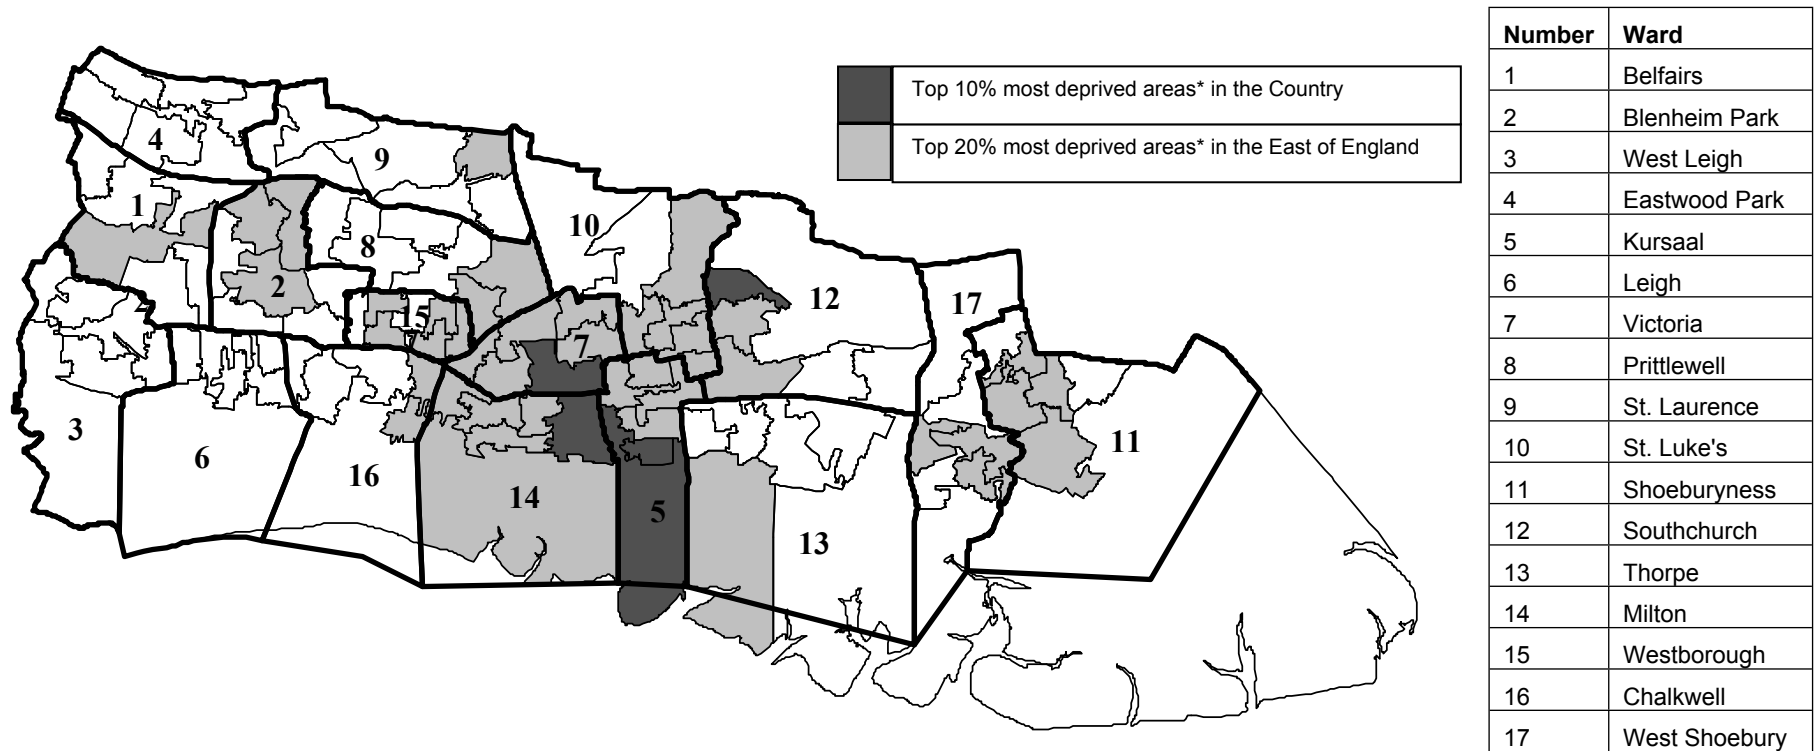 Number Ward
1 Belfairs
2 Blenheim Park
3 West Leigh
4 Eastwood Park
5 Kursaal
6 Leigh
7 Victoria
8 Prittlewell
9 St. Laurence
10 St. Luke's
11 Shoeburyness
12 Southchurch
13 Thorpe
14 Milton
15 Westborough
16 Chalkwell
17 West Shoebury
Top 10% most deprived areas* in the Country
Top 20% most deprived areas* in the East of England
4
9
1
10
8
2
12
17
15
7
3
6
16
14
5
13
11